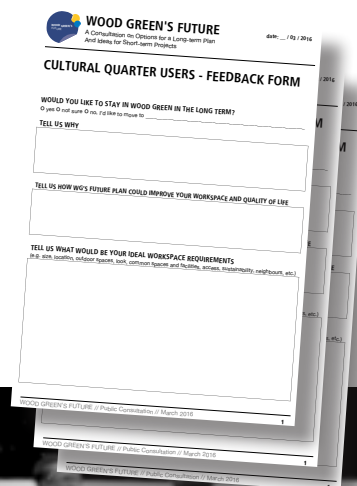 WOOD GREEN'S FUTURE
A Consultation on Options for a Long-term Plan
And Ideas for Short-term Projects
date: __ / 03 / 2016
CULTURAL QUARTER USERS - FEEDBACK FORM
WOULD YOU LIKE TO STAY IN WOOD GREEN IN THE LONG TERM?
O yes O not sure O no, I'd like to move to
TELL US WHY
TELL US HOW WG'S FUTURE PLAN COULD IMPROVE YOUR WORKSPACE AND QUALITY OF LIFE
TELL US WHAT WOULD BE YOUR IDEAL WORKSPACE REQUIREMENTS
(e.g. size, location, outdoor spaces, look, common spaces and facilities, access, sustainability, neighbours, etc.)
WOOD GREEN'S FUTURE // Public Consultation // March 2016
1
/ 2016
M
s, etc.)
WOOD GREEN'S FUTURE // Public Consultation // March 2016
1
/ 2016
M
s, etc.)
WOOD GREEN'S FUTURE // Public Consultation // March 2016